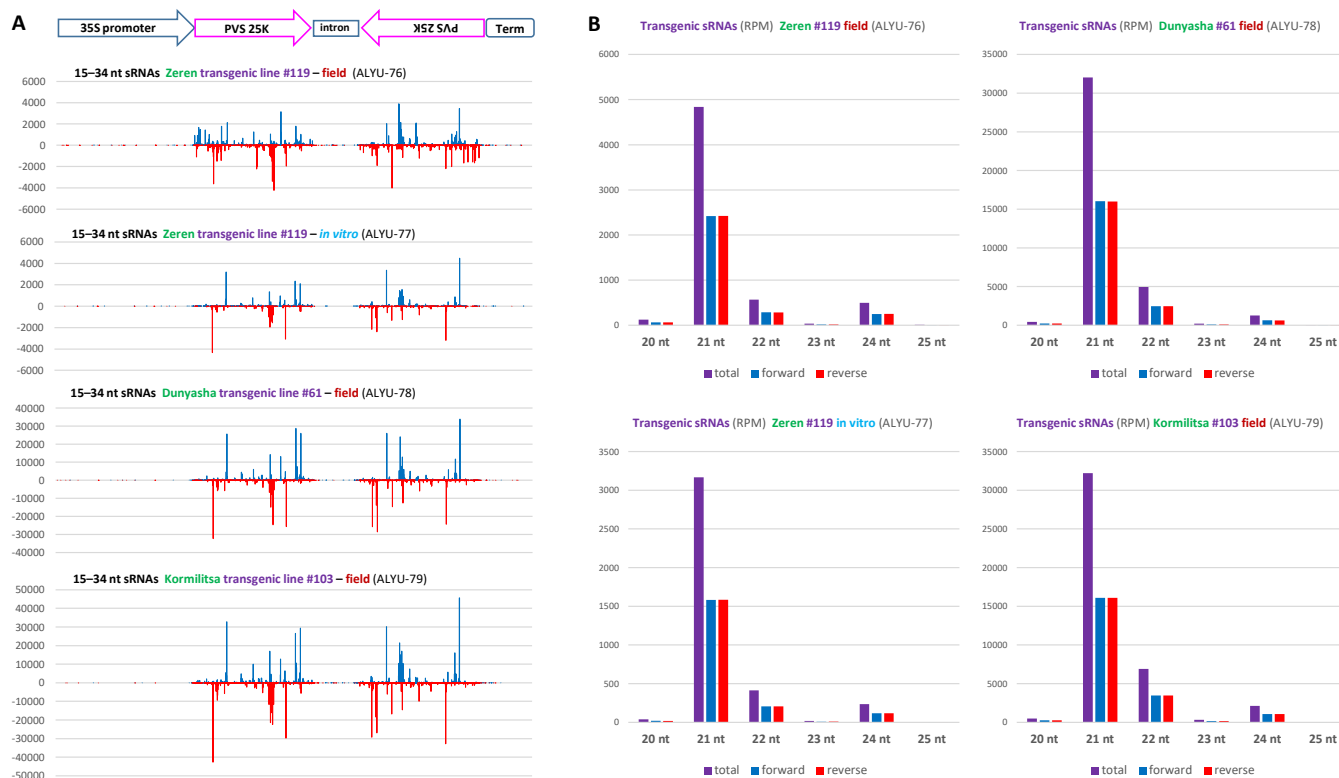 A
35S promoter
PVS 25K
intron
PVS 25K
Term
15–34 nt sRNAs Zeren transgenic line #119 – field (ALYU-76)
6000
4000
2000
0
-2000
-4000
-6000
15–34 nt sRNAs Zeren transgenic line #119 – in vitro (ALYU-77)
6000
4000
2000
0
-2000
-4000
-6000
15–34 nt sRNAs Dunyasha transgenic line #61 – field (ALYU-78)
40000
30000
20000
10000
0
-10000
-20000
-30000
-40000
15–34 nt sRNAs Kormilitsa transgenic line #103 – field (ALYU-79)
50000
40000
30000
20000
10000
0
-10000
-20000
-30000
-40000
-50000
B
Transgenic sRNAs (RPM) Zeren #119 field (ALYU-76)
6000
5000
4000
3000
2000
1000
0
20 nt 21 nt 22 nt 23 nt 24 nt 25 nt
total forward reverse
Transgenic sRNAs (RPM) Dunyasha #61 field (ALYU-78)
35000
30000
25000
20000
15000
10000
5000
0
20 nt 21 nt 22 nt 23 nt 24 nt 25 nt
total forward reverse
Transgenic sRNAs (RPM) Zeren #119 in vitro (ALYU-77)
3500
3000
2500
2000
1500
1000
500
0
20 nt 21 nt 22 nt 23 nt 24 nt 25 nt
total forward reverse
Transgenic sRNAs (RPM) Kormilitsa #103 field (ALYU-79)
35000
30000
25000
20000
15000
10000
5000
0
20 nt 21 nt 22 nt 23 nt 24 nt 25 nt
total forward reverse